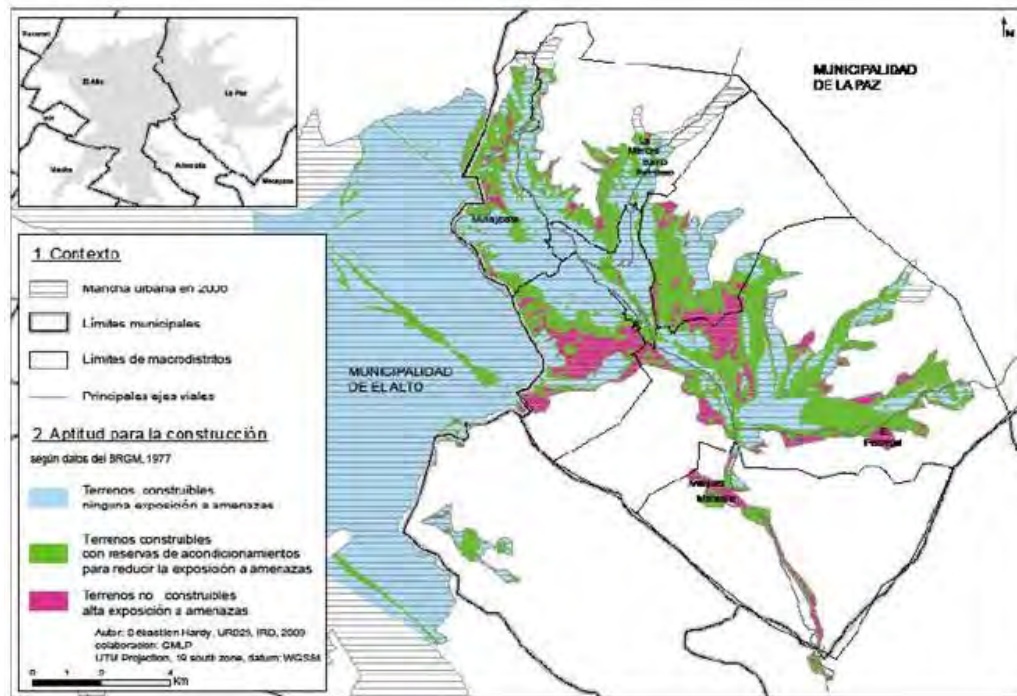 El Alto
La Paz
Viacha
Achocalla
Mecapaca
MUNICIPALIDAD
DE LA PAZ
N
MUNICIPALIDAD
DE EL ALTO
1 Contexto
Mancha urbana en 2006
Límites municipales
Límites de macrodistritos
Principales ejes viales
2 Aptitud para la construcción
según datos del BRGM, 1977
Terrenos construibles
ninguna exposición a amenazas
Terrenos construibles
con reservas de acondicionamientos
para reducir la exposición a amenazas
Terrenos no construibles
alta exposición a amenazas
Autor: Sébastien Hardy, UR029, IRD, 2009
colaboración: GMLP
UTM Projection, 19 south zone, datum: WGS84
Km